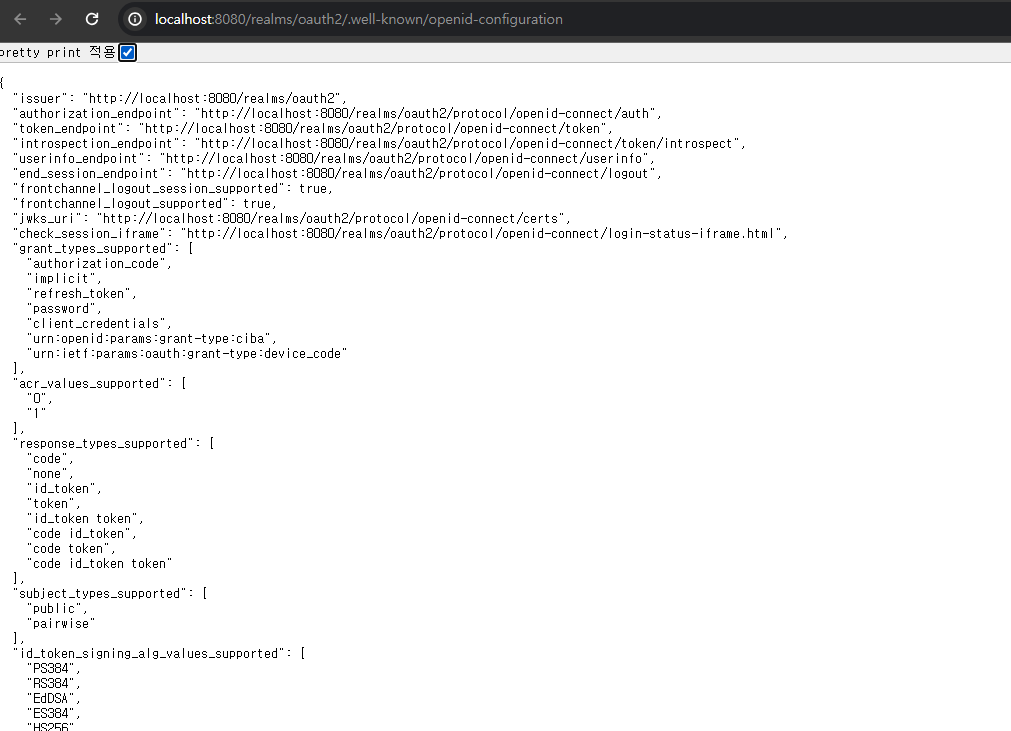 localhost:8080/realms/oauth2/.well-known/openid-configuration
pretty print 적용
{
"issuer": "http://localhost:8080/realms/oauth2",
"authorization_endpoint": "http://localhost:8080/realms/oauth2/protocol/openid-connect/auth",
"token_endpoint": "http://localhost:8080/realms/oauth2/protocol/openid-connect/token",
"introspection_endpoint": "http://localhost:8080/realms/oauth2/protocol/openid-connect/token/introspect",
"userinfo_endpoint": "http://localhost:8080/realms/oauth2/protocol/openid-connect/userinfo",
"end_session_endpoint": "http://localhost:8080/realms/oauth2/protocol/openid-connect/logout",
"frontchannel_logout_session_supported": true,
"frontchannel_logout_supported": true,
"jwks_uri": "http://localhost:8080/realms/oauth2/protocol/openid-connect/certs",
"check_session_iframe": "http://localhost:8080/realms/oauth2/protocol/openid-connect/login-status-iframe.html",
"grant_types_supported": [
"authorization_code",
"implicit",
"refresh_token",
"password",
"client_credentials",
"urn:openid:params:grant-type:ciba",
"urn:ietf:params:oauth:grant-type:device_code"
],
"acr_values_supported": [
"0",
"1"
],
"response_types_supported": [
"code",
"none",
"id_token",
"token",
"id_token token",
"code id_token",
"code token",
"code id_token token"
],
"subject_types_supported": [
"public",
"pairwise"
],
"id_token_signing_alg_values_supported": [
"PS384",
"RS384",
"EdDSA",
"ES384",
"HS256",